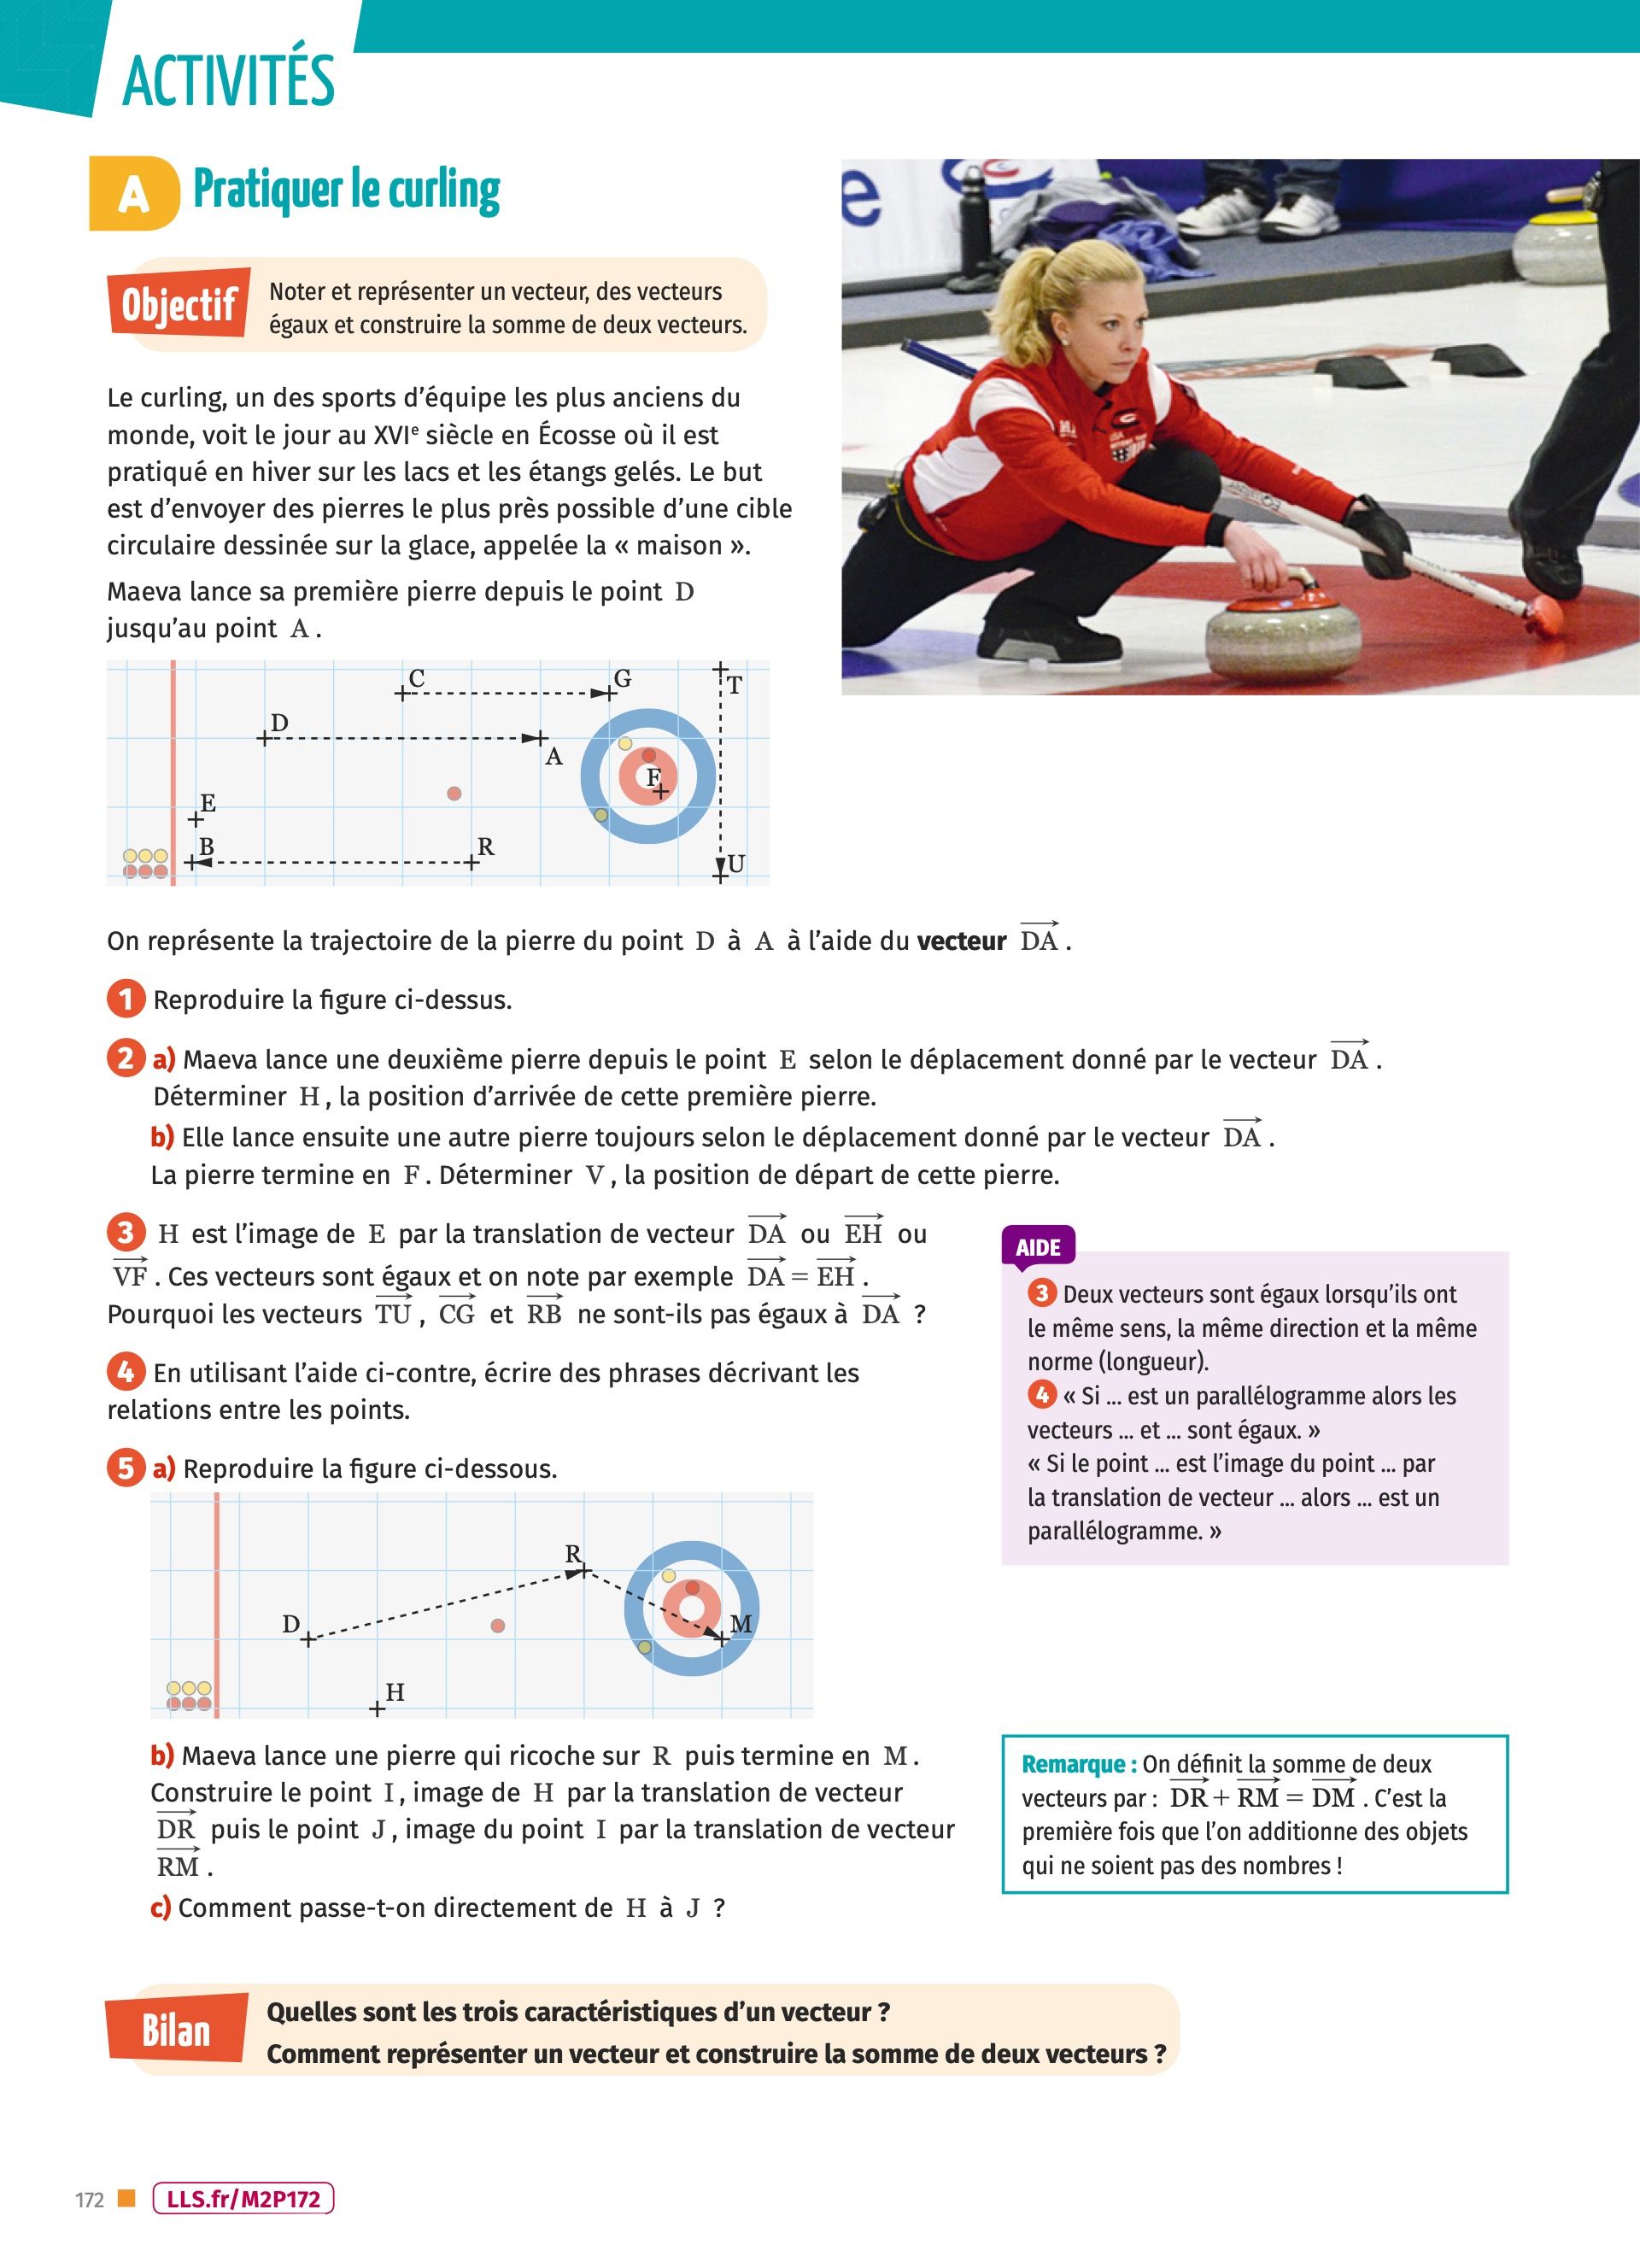 ACTIVITÉS
A
Pratiquer le curling
Objectif
Noter et représenter un vecteur, des vecteurs
égaux et construire la somme de deux vecteurs.
Le curling, un des sports d’équipe les plus anciens du
monde, voit le jour au XVIe siècle en Écosse où il est
pratiqué en hiver sur les lacs et les étangs gelés. Le but
est d’envoyer des pierres le plus près possible d’une cible
circulaire dessinée sur la glace, appelée la « maison ».
Maeva lance sa première pierre depuis le point D
jusqu’au point A .
C
G
T
D
A
F
E
B
R
U
On représente la trajectoire de la pierre du point D à A à l’aide du vecteur DA .
1 Reproduire la figure ci-dessus.
2 a) Maeva lance une deuxième pierre depuis le point E selon le déplacement donné par le vecteur DA .
Déterminer H , la position d’arrivée de cette première pierre.
b) Elle lance ensuite une autre pierre toujours selon le déplacement donné par le vecteur DA .
La pierre termine en F . Déterminer V , la position de départ de cette pierre.
3 H est l’image de E par la translation de vecteur DA ou EH ou
VF . Ces vecteurs sont égaux et on note par exemple DA = EH .
Pourquoi les vecteurs TU , CG et RB ne sont-ils pas égaux à DA ?
4 En utilisant l’aide ci-contre, écrire des phrases décrivant les
relations entre les points.
AIDE
3 Deux vecteurs sont égaux lorsqu’ils ont
le même sens, la même direction et la même
norme (longueur).
4 « Si ... est un parallélogramme alors les
vecteurs ... et ... sont égaux. »
« Si le point ... est l’image du point ... par
la translation de vecteur ... alors ... est un
parallélogramme. »
5 a) Reproduire la figure ci-dessous.
R
D
M
H
b) Maeva lance une pierre qui ricoche sur R puis termine en M .
Construire le point I , image de H par la translation de vecteur
DR puis le point J , image du point I par la translation de vecteur
RM .
c) Comment passe-t-on directement de H à J ?
Remarque : On définit la somme de deux
vecteurs par : DR + RM = DM . C’est la
première fois que l’on additionne des objets
qui ne soient pas des nombres !
Bilan
Quelles sont les trois caractéristiques d’un vecteur ?
Comment représenter un vecteur et construire la somme de deux vecteurs ?
172
LLS.fr/M2P172